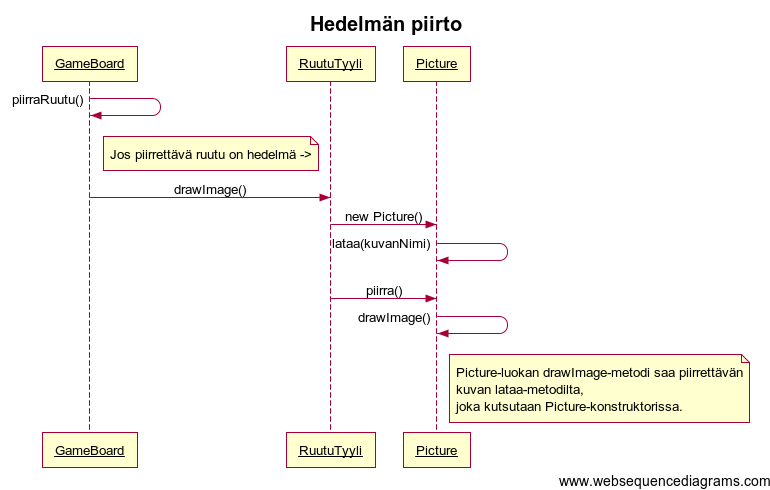 Hedelmän piirto
GameBoard RuutuTyyli Picture
piirraRuutu()
Jos piirrettävä ruutu on hedelmä ->
drawImage()
new Picture()
lataa(kuvanNimi)
piirra()
drawImage()
Picture-luokan drawImage-metodi saa piirrettävän
kuvan lataa-metodilta,
joka kutsutaan Picture-konstruktorissa.
GameBoard RuutuTyyli Picture
www.websequencediagrams.com